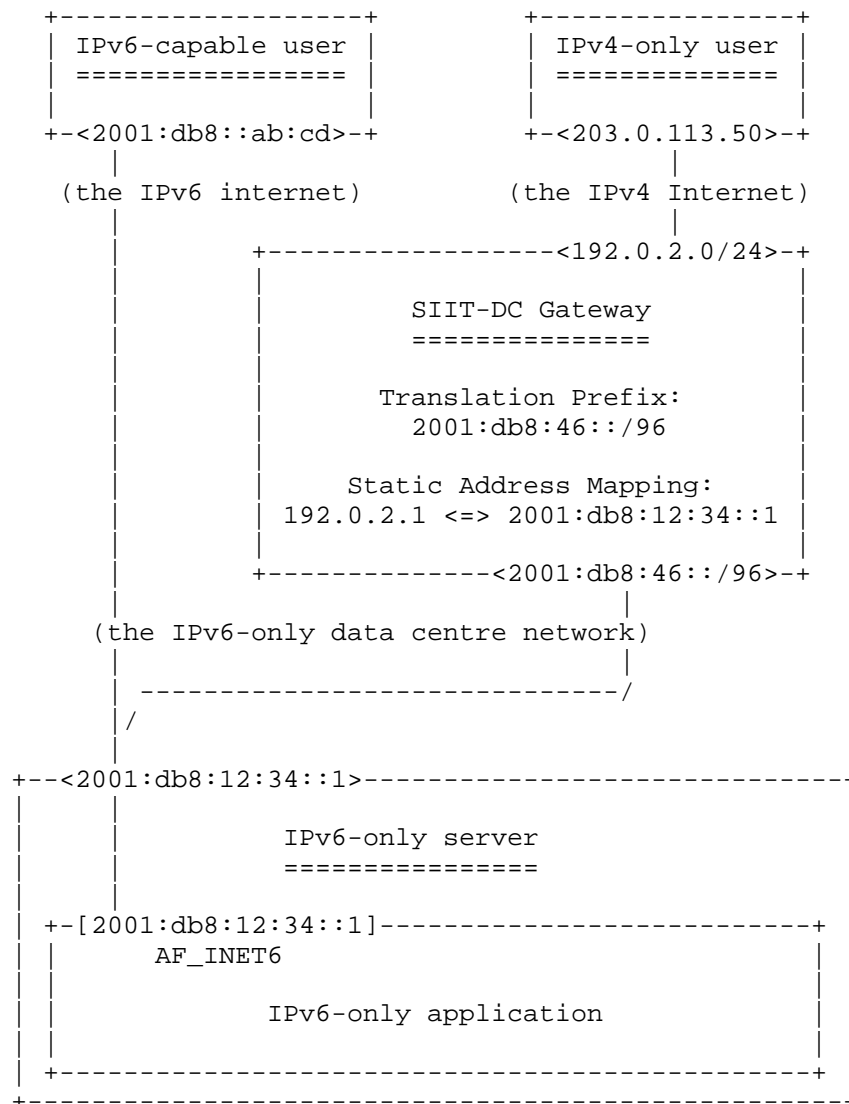 IPv6-capable user IPv4-only user
================= ==============
<2001:db8::ab:cd> <203.0.113.50>
(the IPv6 internet) (the IPv4 Internet)
<192.0.2.0/24>
SIIT-DC Gateway
===============
Translation Prefix:
2001:db8:46::/96
Static Address Mapping:
192.0.2.1 <=> 2001:db8:12:34::1
<2001:db8:46::/96>
(the IPv6-only data centre network)
<2001:db8:12:34::1>
IPv6-only server
================
[2001:db8:12:34::1]
AF_INET6
IPv6-only application